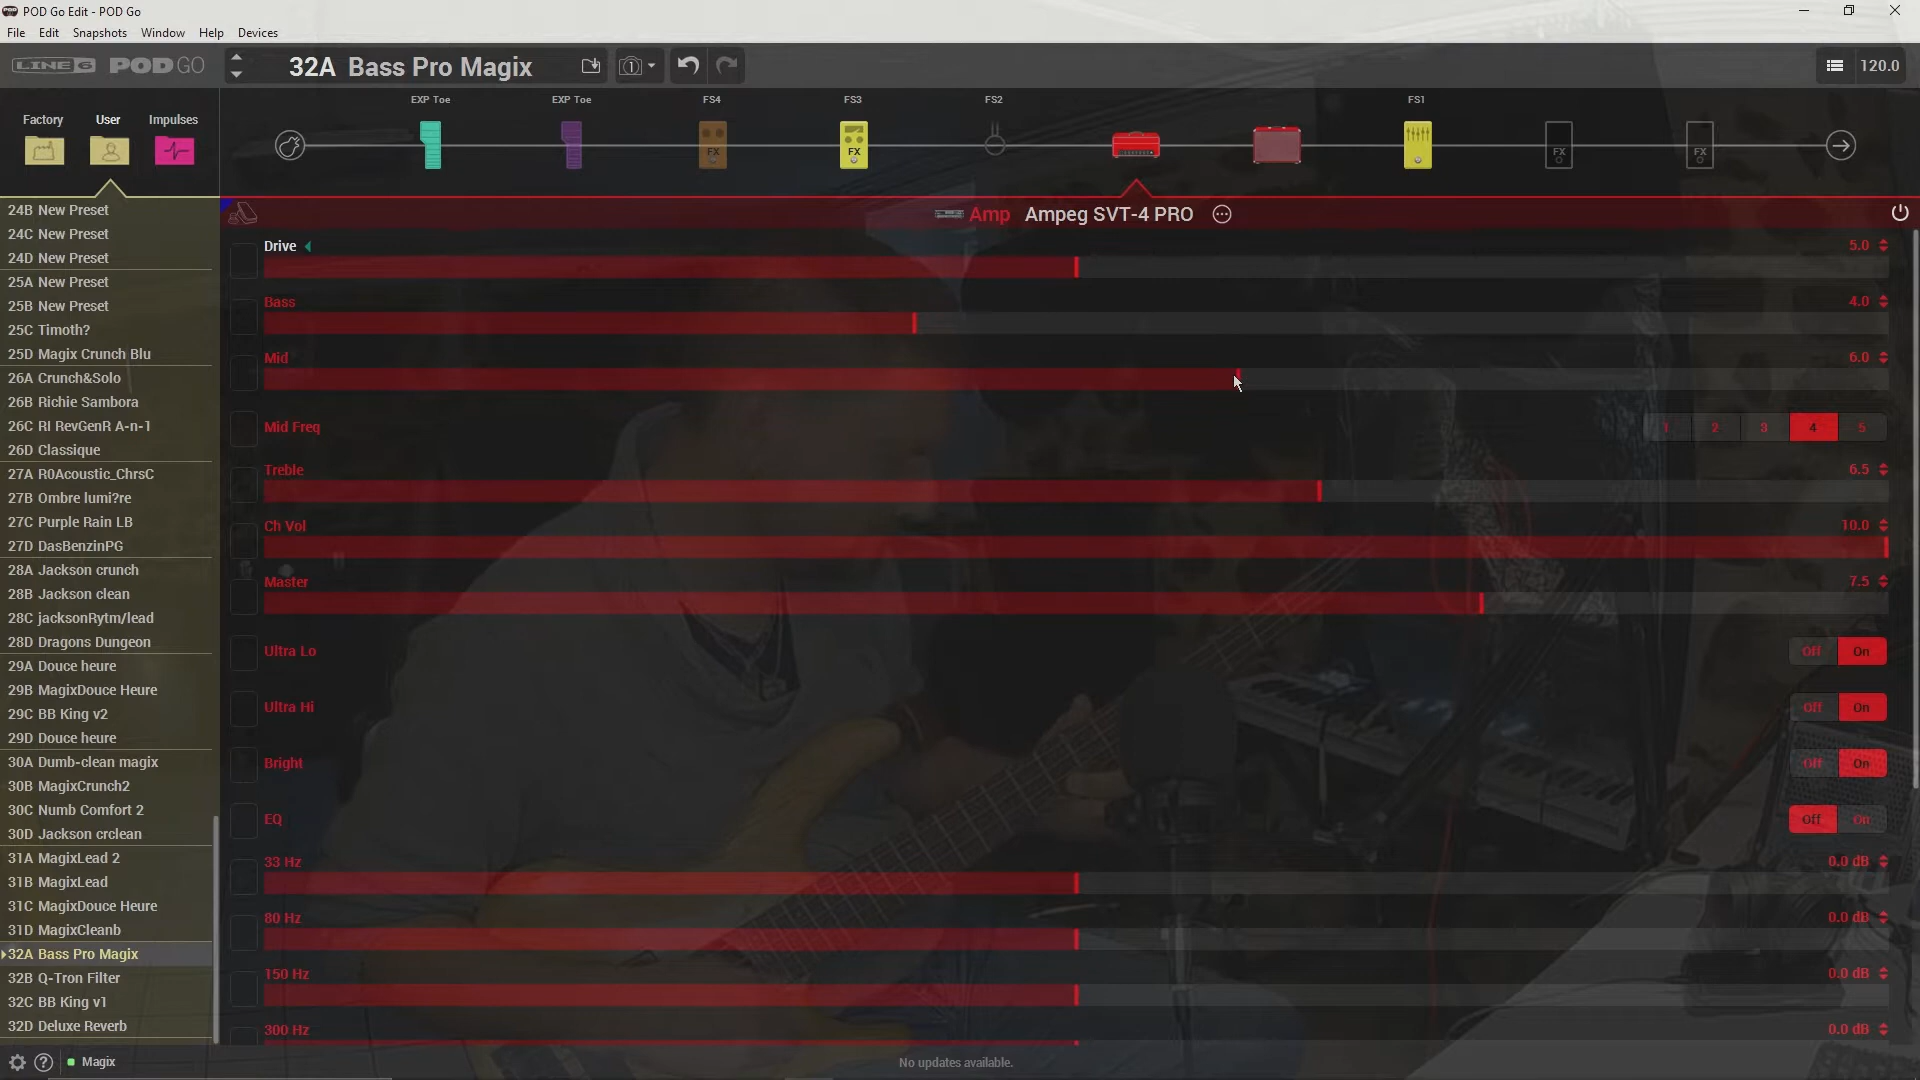 POD Go Edit - POD Go
File Edit Snapshots Window Help Devices
LINE 6 POD GO
32A Bass Pro Magix
1
120.0
EXP Toe EXP Toe FS4 FS3 FS2 FS1
Factory User Impulses
FX FX FX FX
Amp Ampeg SVT-4 PRO
24B New Preset
24C New Preset
24D New Preset
25A New Preset
25B New Preset
25C Timoth?
25D Magix Crunch Blu
26A Crunch&Solo
26B Richie Sambora
26C RI RevGenR A-n-1
26D Classique
27A R0Acoustic_ChrsC
27B Ombre lumi?re
27C Purple Rain LB
27D DasBenzinPG
28A Jackson crunch
28B Jackson clean
28C jacksonRytm/lead
28D Dragons Dungeon
29A Douce heure
29B MagixDouce Heure
29C BB King v2
29D Douce heure
30A Dumb-clean magix
30B MagixCrunch2
30C Numb Comfort 2
30D Jackson crclean
31A MagixLead 2
31B MagixLead
31C MagixDouce Heure
31D MagixCleanb
32A Bass Pro Magix
32B Q-Tron Filter
32C BB King v1
32D Deluxe Reverb
Drive 5.0
Bass 4.0
Mid 6.0
Mid Freq 1 2 3 4 5
Treble 6.5
Ch Vol 10.0
Master 7.5
Ultra Lo Off On
Ultra Hi Off On
Bright Off On
EQ Off On
33 Hz 0.0 dB
80 Hz 0.0 dB
150 Hz 0.0 dB
300 Hz 0.0 dB
Magix
No updates available.